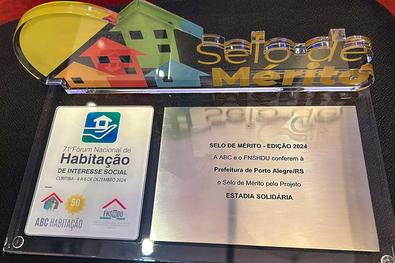 Selo de
Mérito
71º Fórum Nacional de
Habitação
DE INTERESSE SOCIAL
CURITIBA - 4 A 6 DE DEZEMBRO 2024
50
ABC HABITAÇÃO
FNSHDU
SELO DE MÉRITO - EDIÇÃO 2024
A ABC e o FNSHDU conferem à
Prefeitura de Porto Alegre/RS
o Selo de Mérito pelo Projeto
ESTADIA SOLIDÁRIA